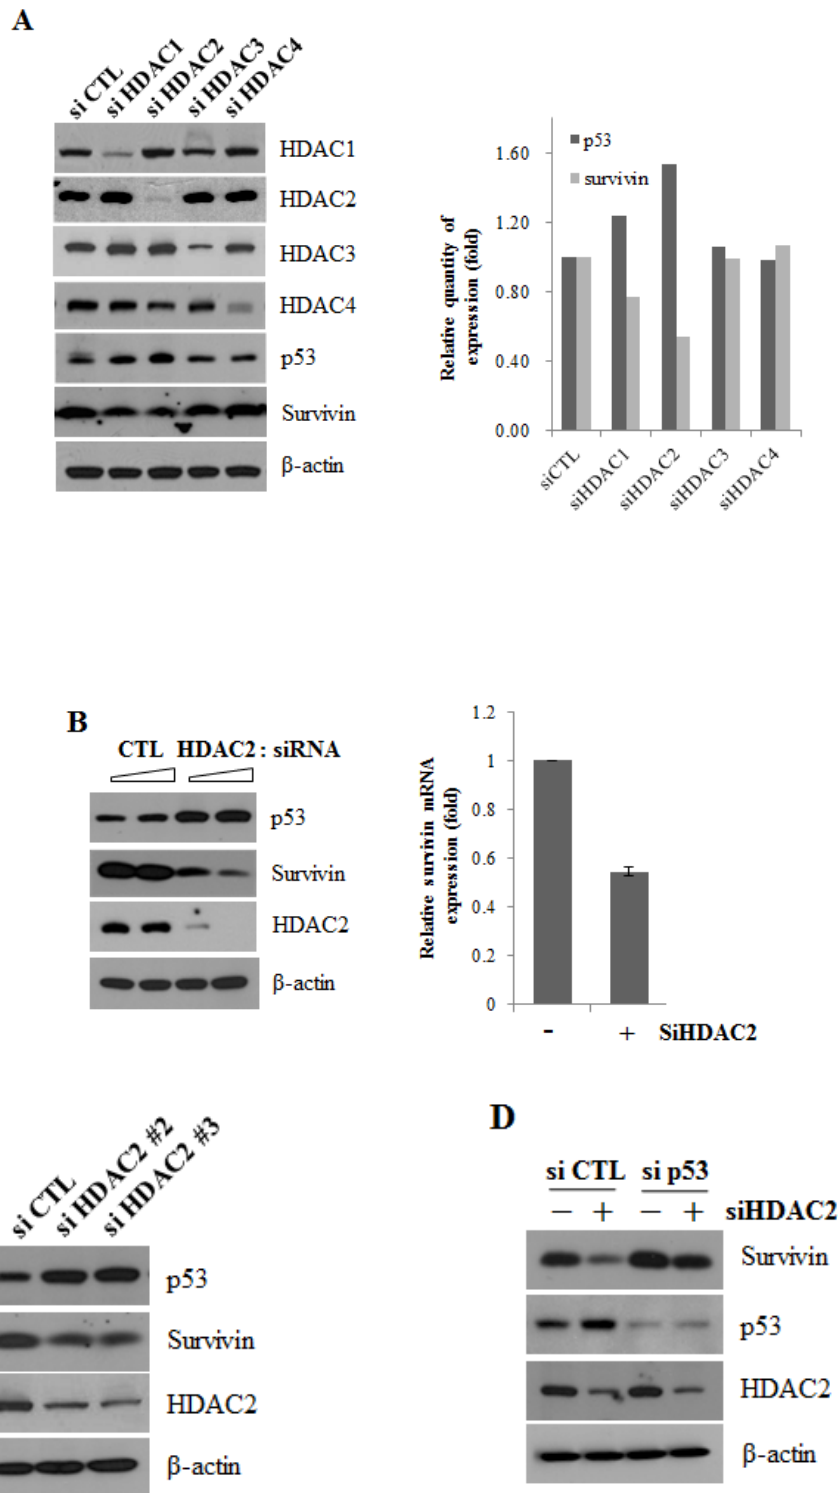 A
si CTL
si HDAC1
si HDAC2
si HDAC3
si HDAC4
HDAC1
HDAC2
HDAC3
HDAC4
p53
Survivin
β-actin
Relative quantity of
expression (fold)
1.60
1.20
0.80
0.40
0.00
p53
survivin
siCTL
siHDAC1
siHDAC2
siHDAC3
siHDAC4
B
CTL HDAC2 : siRNA
p53
Survivin
HDAC2
β-actin
Relative survivin mRNA
expression (fold)
1.2
1
0.8
0.6
0.4
0.2
0
- + SiHDAC2
si CTL
si HDAC2 #2
si HDAC2 #3
p53
Survivin
HDAC2
β-actin
D
si CTL si p53
− + − + siHDAC2
Survivin
p53
HDAC2
β-actin